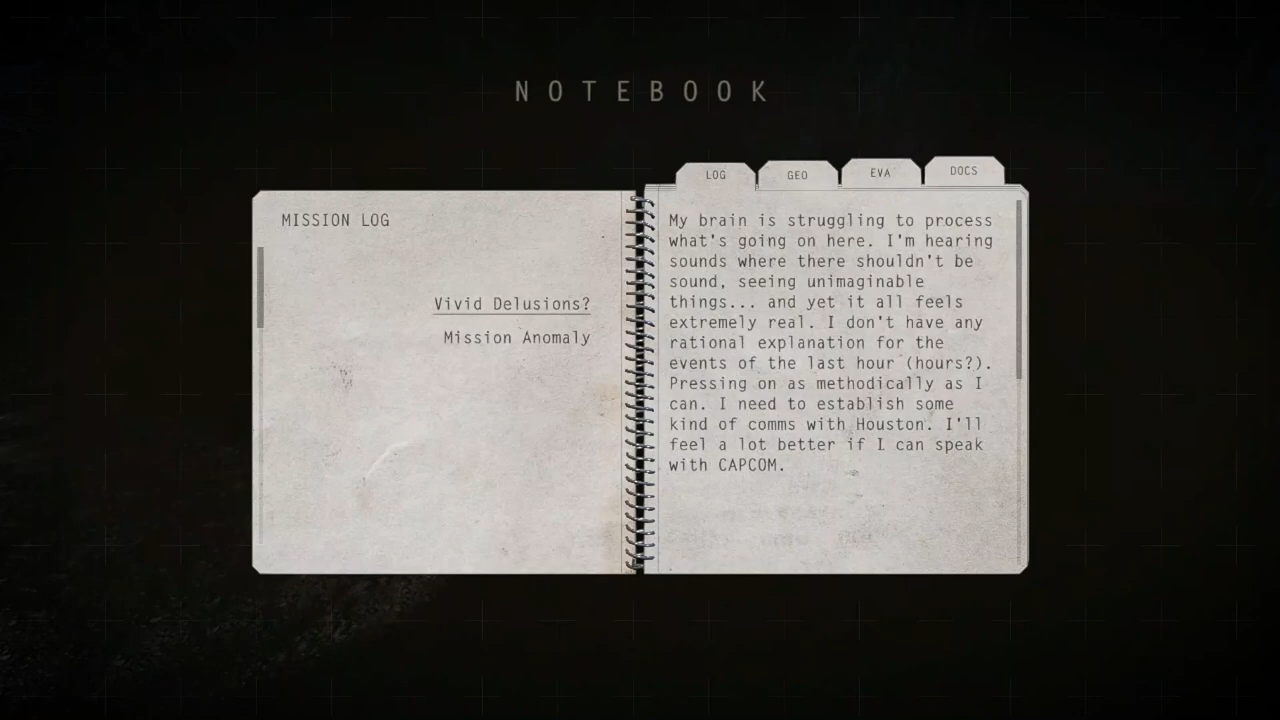 NOTEBOOK
LOG
GEO
EVA
DOCS
MISSION LOG
Vivid Delusions?
Mission Anomaly
My brain is struggling to process
what's going on here. I'm hearing
sounds where there shouldn't be
sound, seeing unimaginable
things... and yet it all feels
extremely real. I don't have any
rational explanation for the
events of the last hour (hours?).
Pressing on as methodically as I
can. I need to establish some
kind of comms with Houston. I'll
feel a lot better if I can speak
with CAPCOM.